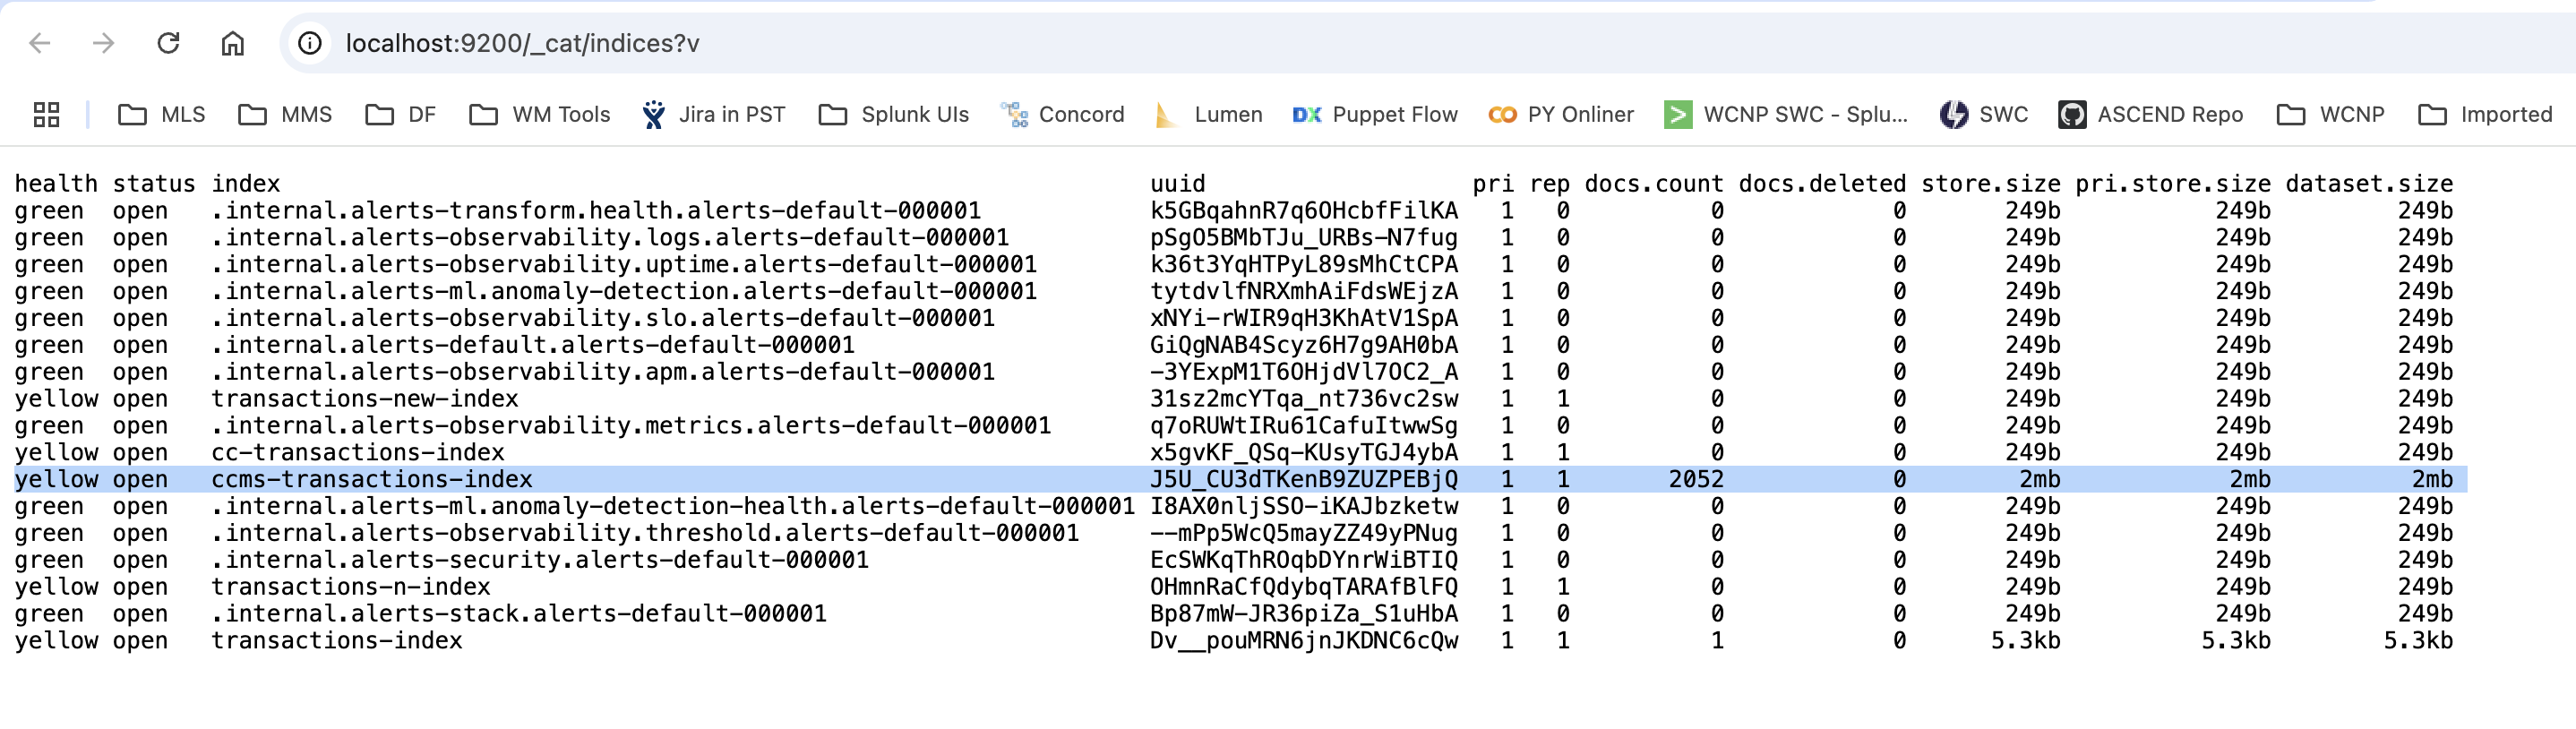 localhost:9200/_cat/indices?v
MLS MMS DF WM Tools Jira in PST Splunk UIs Concord Lumen DX Puppet Flow CO PY Onliner WCNP SWC - Splu... SWC ASCEND Repo WCNP Imported
health status index uuid pri rep docs.count docs.deleted store.size pri.store.size dataset.size
green open .internal.alerts-transform.health.alerts-default-000001 k5GBqahnR7q6OHcbfFilKA 1 0 0 0 249b 249b 249b
green open .internal.alerts-observability.logs.alerts-default-000001 pSgO5BMbTJu_URBs-N7fug 1 0 0 0 249b 249b 249b
green open .internal.alerts-observability.uptime.alerts-default-000001 k36t3YqHTPyL89sMhCtCPA 1 0 0 0 249b 249b 249b
green open .internal.alerts-ml.anomaly-detection.alerts-default-000001 tytdvlfNRXmhAiFdsWEjzA 1 0 0 0 249b 249b 249b
green open .internal.alerts-observability.slo.alerts-default-000001 xNYi-rWIR9qH3KhAtV1SpA 1 0 0 0 249b 249b 249b
green open .internal.alerts-default.alerts-default-000001 GiQgNAB4Scyz6H7g9AH0bA 1 0 0 0 249b 249b 249b
green open .internal.alerts-observability.apm.alerts-default-000001 -3YExpM1T6OHjdVl7OC2_A 1 0 0 0 249b 249b 249b
yellow open transactions-new-index 31sz2mcYTqa_nt736vc2sw 1 1 0 0 249b 249b 249b
green open .internal.alerts-observability.metrics.alerts-default-000001 q7oRUWtIRu61CafuItwwSg 1 0 0 0 249b 249b 249b
yellow open cc-transactions-index x5gvKF_QSq-KUsyTGJ4ybA 1 1 0 0 249b 249b 249b
yellow open ccms-transactions-index J5U_CU3dTKenB9ZUZPEBjQ 1 1 2052 0 2mb 2mb 2mb
green open .internal.alerts-ml.anomaly-detection-health.alerts-default-000001 I8AX0nljSSO-iKAJbzketw 1 0 0 0 249b 249b 249b
green open .internal.alerts-observability.threshold.alerts-default-000001 --mPp5WcQ5mayZZ49yPNug 1 0 0 0 249b 249b 249b
green open .internal.alerts-security.alerts-default-000001 EcSWKqThROqbDYnrWiBTIQ 1 0 0 0 249b 249b 249b
yellow open transactions-n-index OHmnRaCfQdybqTARAfBlFQ 1 1 0 0 249b 249b 249b
green open .internal.alerts-stack.alerts-default-000001 Bp87mW-JR36piZa_S1uHbA 1 0 0 0 249b 249b 249b
yellow open transactions-index Dv__pouMRN6jnJKDNC6cQw 1 1 1 0 5.3kb 5.3kb 5.3kb